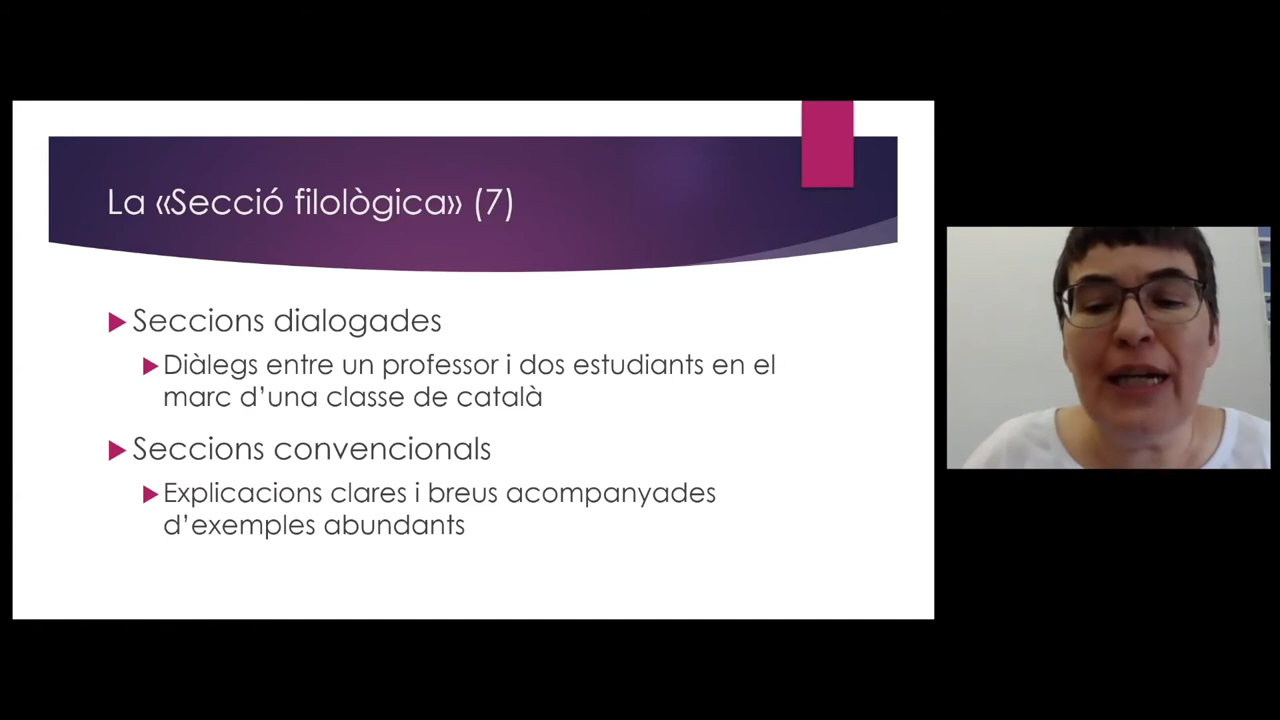 La «Secció filològica» (7)
Seccions dialogades
Diàlegs entre un professor i dos estudiants en el
marc d’una classe de català
Seccions convencionals
Explicacions clares i breus acompanyades
d’exemples abundants